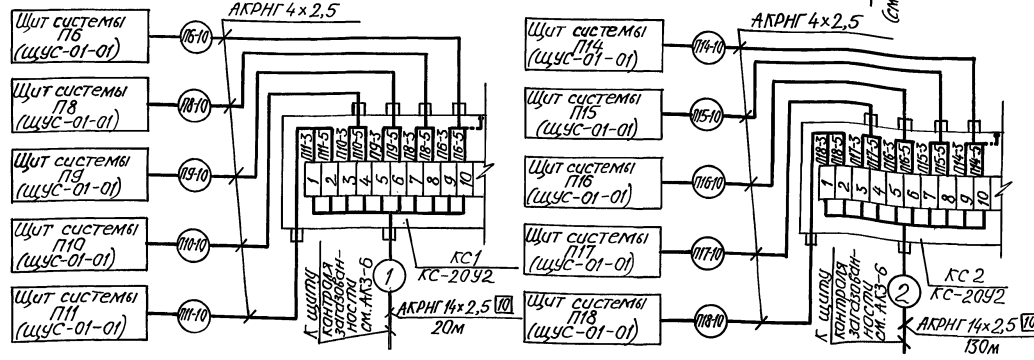 Щит системы
П6
(ЩУС-01-01)
П6-10
АКРНГ 4×2,5
Щит системы
П8
(ЩУС-01-01)
П8-10
Щит системы
П9
(ЩУС-01-01)
П9-10
Щит системы
П10
(ЩУС-01-01)
П10-10
Щит системы
П11
(ЩУС-01-01)
П11-10
П11-3
П11-5
П10-3
П10-5
П9-3
П9-5
П8-3
П8-5
П6-3
П6-5
1 2 3 4 5 6 7 8 9 10
КС1
КС-20У2
К щиту
контроля
загазован-
ности
см.АК3-6
1
АКРНГ 14×2,5 10
20м
Щит системы
П14
(ЩУС-01-01)
П14-10
АКРНГ 4×2,5
(см
Щит системы
П15
(ЩУС-01-01)
П15-10
Щит системы
П16
(ЩУС-01-01)
П16-10
Щит системы
П17
(ЩУС-01-01)
П17-10
Щит системы
П18
(ЩУС-01-01)
П18-10
П18-3
П18-5
П17-3
П17-5
П16-3
П16-5
П15-3
П15-5
П14-3
П14-5
1 2 3 4 5 6 7 8 9 10
КС2
КС-20У2
К щиту
контроля
загазован-
ности
см.АК3-6
2
АКРНГ 14×2,5 10
130м